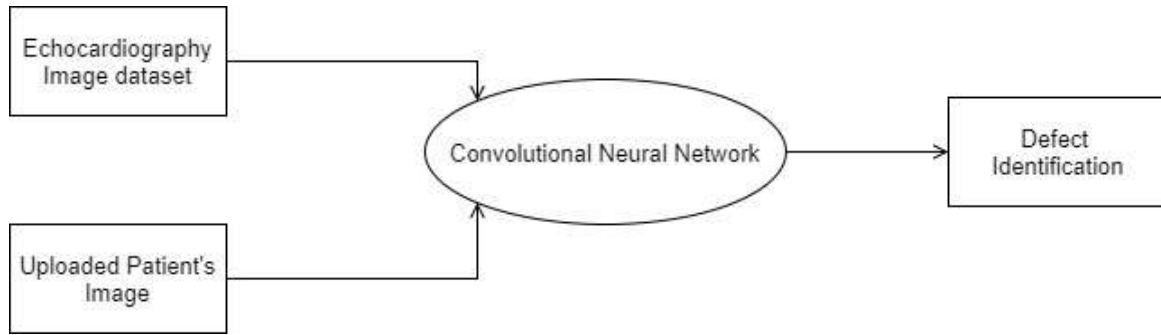 Echocardiography
Image dataset
Convolutional Neural Network
Defect
Identification
Uploaded Patient's
Image